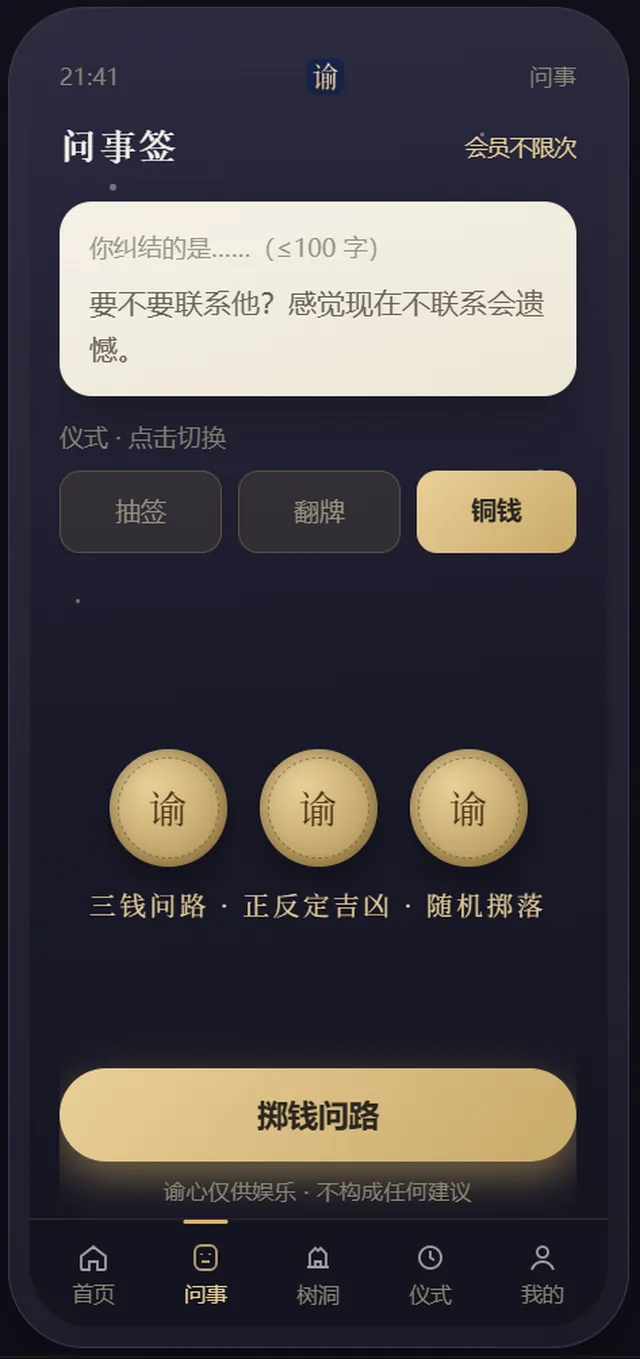 21:41 谕 问事
问事签 会员不限次
你纠结的是……（≤100 字）
要不要联系他？感觉现在不联系会遗
憾。
仪式 · 点击切换
抽签 翻牌 铜钱
谕 谕 谕
三钱问路 · 正反定吉凶 · 随机掷落
掷钱问路
谕心仅供娱乐 · 不构成任何建议
首页 问事 树洞 仪式 我的